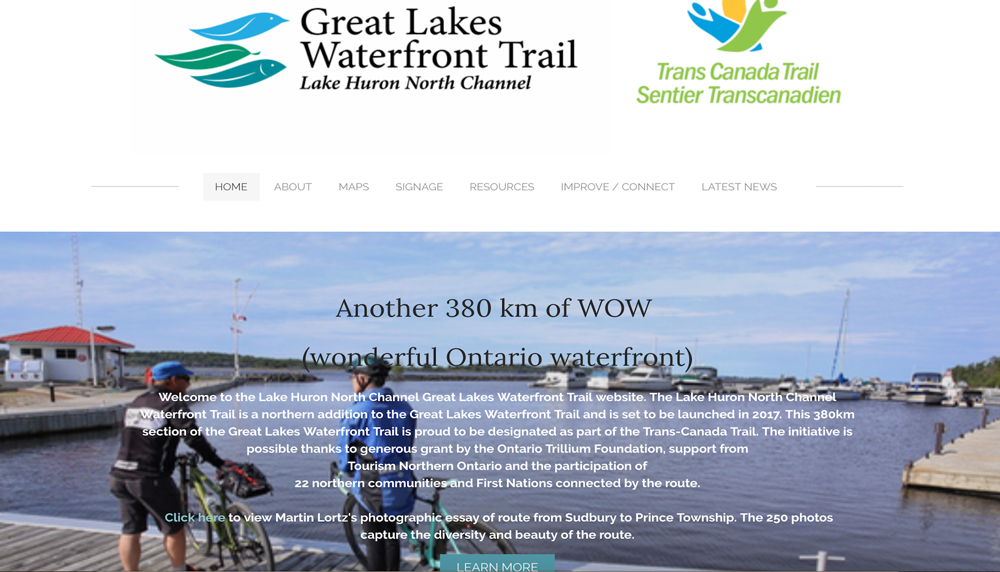 Great Lakes
Waterfront Trail
Lake Huron North Channel
Trans Canada Trail
Sentier Transcanadien
HOME ABOUT MAPS SIGNAGE RESOURCES IMPROVE / CONNECT LATEST NEWS
Another 380 km of WOW
(wonderful Ontario waterfront)
Welcome to the Lake Huron North Channel Great Lakes Waterfront Trail website. The Lake Huron North Channel
Waterfront Trail is a northern addition to the Great Lakes Waterfront Trail and is set to be launched in 2017. This 380km
section of the Great Lakes Waterfront Trail is proud to be designated as part of the Trans-Canada Trail. The initiative is
possible thanks to generous grant by the Ontario Trillium Foundation, support from
Tourism Northern Ontario and the participation of
22 northern communities and First Nations connected by the route.
Click here to view Martin Lortz's photographic essay of route from Sudbury to Prince Township. The 250 photos
capture the diversity and beauty of the route.
LEARN MORE